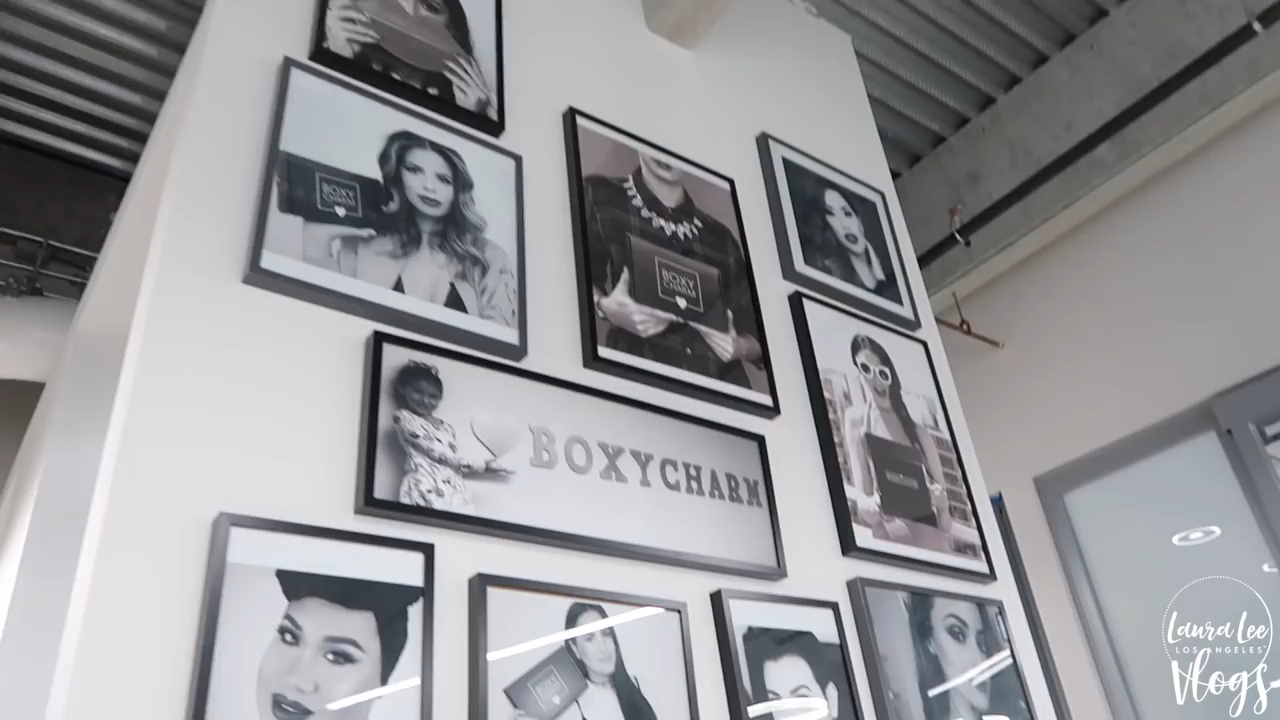 BOXY
CHARM
BOXY
CHARM
BOXYCHARM
Laura Lee
LOS ANGELES
Vlogs